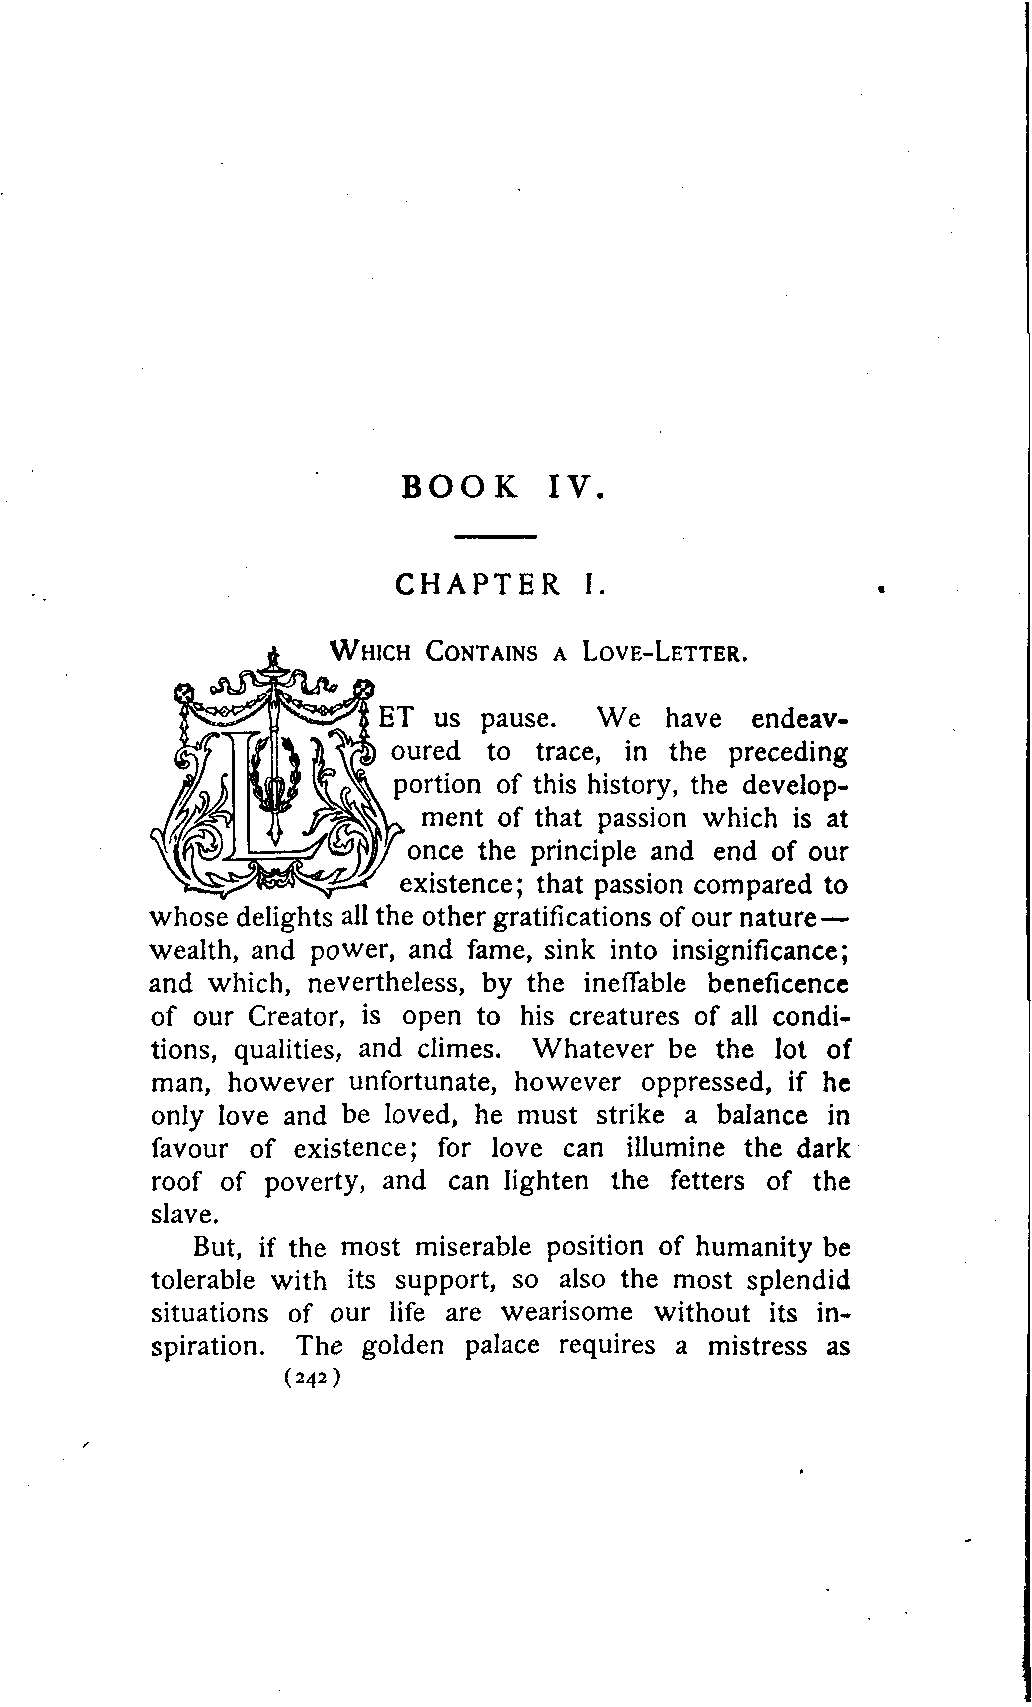 BOOK IV.
CHAPTER I.
WHICH CONTAINS A LOVE-LETTER.
LET us pause. We have endeav-
oured to trace, in the preceding
portion of this history, the develop-
ment of that passion which is at
once the principle and end of our
existence; that passion compared to
whose delights all the other gratifications of our nature—
wealth, and power, and fame, sink into insignificance;
and which, nevertheless, by the ineffable beneficence
of our Creator, is open to his creatures of all condi-
tions, qualities, and climes. Whatever be the lot of
man, however unfortunate, however oppressed, if he
only love and be loved, he must strike a balance in
favour of existence; for love can illumine the dark
roof of poverty, and can lighten the fetters of the
slave.
But, if the most miserable position of humanity be
tolerable with its support, so also the most splendid
situations of our life are wearisome without its in-
spiration. The golden palace requires a mistress as
(242)